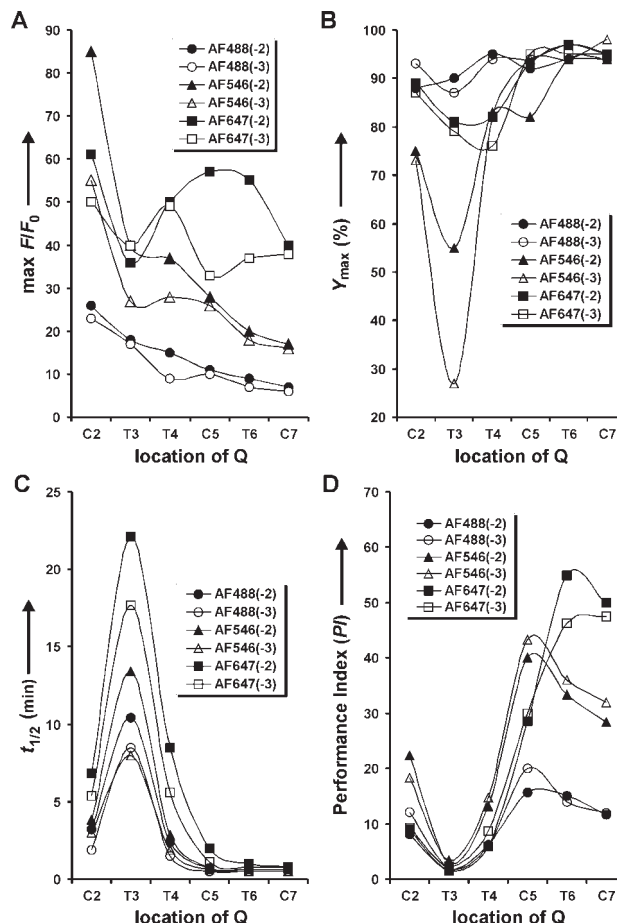 A
90
80
70
60
50
40
30
20
10
0
max F/F0
AF488(-2)
AF488(-3)
AF546(-2)
AF546(-3)
AF647(-2)
AF647(-3)
C2 T3 T4 C5 T6 C7
location of Q
B
100
90
80
70
60
50
40
30
20
Ymax (%)
AF488(-2)
AF488(-3)
AF546(-2)
AF546(-3)
AF647(-2)
AF647(-3)
C2 T3 T4 C5 T6 C7
location of Q
C
25
20
15
10
5
0
t1/2 (min)
AF488(-2)
AF488(-3)
AF546(-2)
AF546(-3)
AF647(-2)
AF647(-3)
C2 T3 T4 C5 T6 C7
location of Q
D
70
60
50
40
30
20
10
0
Performance Index (PI)
AF488(-2)
AF488(-3)
AF546(-2)
AF546(-3)
AF647(-2)
AF647(-3)
C2 T3 T4 C5 T6 C7
location of Q